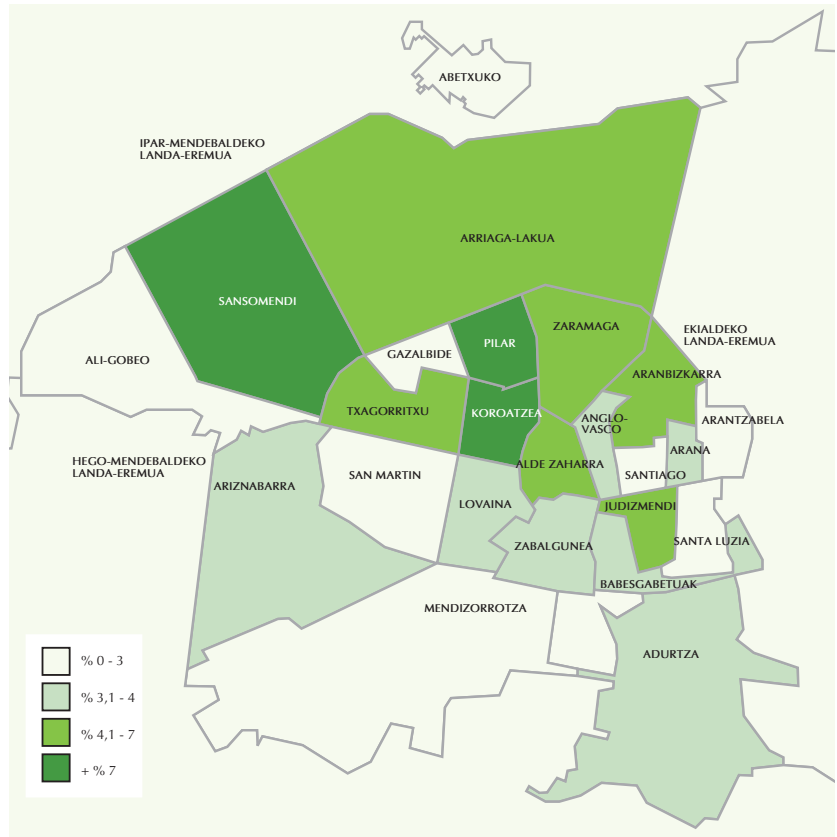 ABETXUKO
IPAR-MENDEBALDEKO
LANDA-EREMUA
ARRIAGA-LAKUA
SANSOMENDI
ZARAMAGA
EKIALDEKO
LANDA-EREMUA
PILAR
GAZALBIDE
ALI-GOBEO
ARANBIZKARRA
TXAGORRITXU
KOROATZEA
ANGLO-
VASCO
ARANTZABELA
ARANA
HEGO-MENDEBALDEKO
LANDA-EREMUA
ALDE ZAHARRA
SAN MARTIN
SANTIAGO
ARIZNABARRA
LOVAINA
JUDIZMENDI
SANTA LUZIA
ZABALGUNEA
BABESGABETUAK
MENDIZORROTZA
ADURTZA
% 0 - 3
% 3,1 - 4
% 4,1 - 7
+ % 7